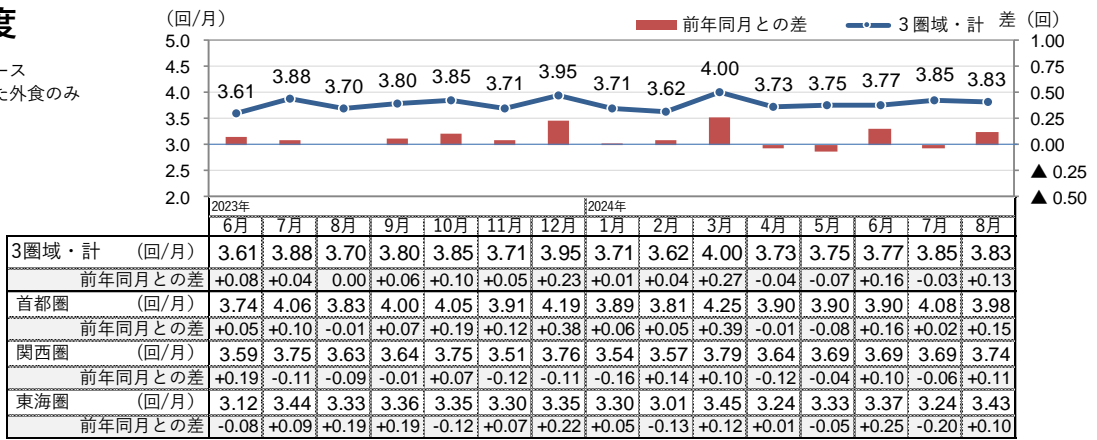 度
ース
た外食のみ
（回/月）
前年同月との差 3圏域・計 差（回）
5.0 1.00
4.5 0.75
4.0 0.50
3.5 0.25
3.0 0.00
2.5 ▲ 0.25
2.0 ▲ 0.50
3.61 3.88 3.70 3.80 3.85 3.71 3.95 3.71 3.62 4.00 3.73 3.75 3.77 3.85 3.83
2023年 2024年
6月 7月 8月 9月 10月 11月 12月 1月 2月 3月 4月 5月 6月 7月 8月
3圏域・計 （回/月） 3.61 3.88 3.70 3.80 3.85 3.71 3.95 3.71 3.62 4.00 3.73 3.75 3.77 3.85 3.83
前年同月との差 +0.08 +0.04 0.00 +0.06 +0.10 +0.05 +0.23 +0.01 +0.04 +0.27 -0.04 -0.07 +0.16 -0.03 +0.13
首都圏 （回/月） 3.74 4.06 3.83 4.00 4.05 3.91 4.19 3.89 3.81 4.25 3.90 3.90 3.90 4.08 3.98
前年同月との差 +0.05 +0.10 -0.01 +0.07 +0.19 +0.12 +0.38 +0.06 +0.05 +0.39 -0.01 -0.08 +0.16 +0.02 +0.15
関西圏 （回/月） 3.59 3.75 3.63 3.64 3.75 3.51 3.76 3.54 3.57 3.79 3.64 3.69 3.69 3.69 3.74
前年同月との差 +0.19 -0.11 -0.09 -0.01 +0.07 -0.12 -0.11 -0.16 +0.14 +0.10 -0.12 -0.04 +0.10 -0.06 +0.11
東海圏 （回/月） 3.12 3.44 3.33 3.36 3.35 3.30 3.35 3.30 3.01 3.45 3.24 3.33 3.37 3.24 3.43
前年同月との差 -0.08 +0.09 +0.19 +0.19 -0.12 +0.07 +0.22 +0.05 -0.13 +0.12 +0.01 -0.05 +0.25 -0.20 +0.10